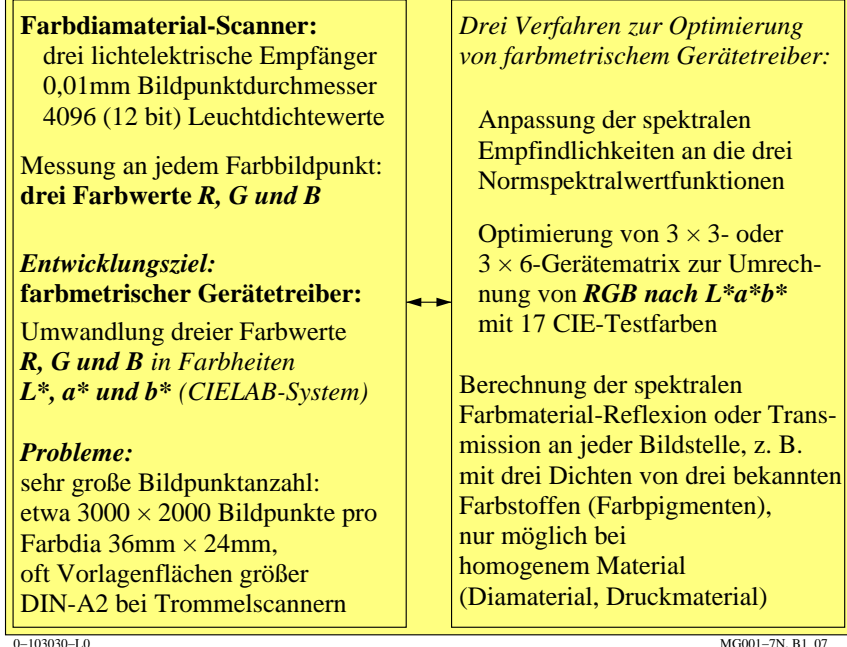 Farbdiamaterial-Scanner:
drei lichtelektrische Empfänger
0,01mm Bildpunktdurchmesser
4096 (12 bit) Leuchtdichtewerte
Messung an jedem Farbbildpunkt:
drei Farbwerte R, G und B
Entwicklungsziel:
farbmetrischer Gerätetreiber:
Umwandlung dreier Farbwerte
R, G und B in Farbheiten
L*, a* und b* (CIELAB-System)
Probleme:
sehr große Bildpunktanzahl:
etwa 3000 × 2000 Bildpunkte pro
Farbdia 36mm × 24mm,
oft Vorlagenflächen größer
DIN-A2 bei Trommelscannern
Drei Verfahren zur Optimierung
von farbmetrischem Gerätetreiber:
Anpassung der spektralen
Empfindlichkeiten an die drei
Normspektralwertfunktionen
Optimierung von 3 × 3- oder
3 × 6-Gerätematrix zur Umrech-
nung von RGB nach L*a*b*
mit 17 CIE-Testfarben
Berechnung der spektralen
Farbmaterial-Reflexion oder Trans-
mission an jeder Bildstelle, z. B.
mit drei Dichten von drei bekannten
Farbstoffen (Farbpigmenten),
nur möglich bei
homogenem Material
(Diamaterial, Druckmaterial)
0–103030–L0
MG001–7N, B1_07